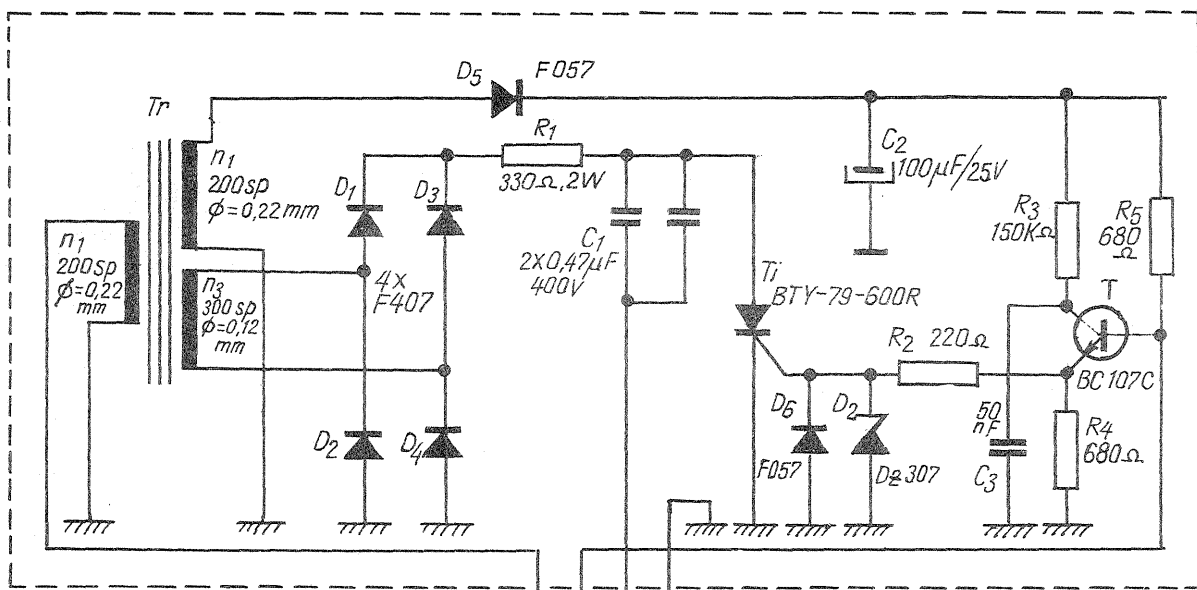 D5
F057
Tr
R1
330Ω, 2W
n1
200sp
φ=0,22mm
D1
D3
C2
100μF/25V
R3
150KΩ
R5
680
Ω
n1
200sp
φ=0,22
mm
n3
300sp
φ=0,12
mm
4x
F407
C1
2X0,47μF
400V
Ti
BTY-79-600R
T
R2 220Ω
BC107C
D2
D4
D6
F057
D2
Dz307
50
nF
C3
R4
680Ω